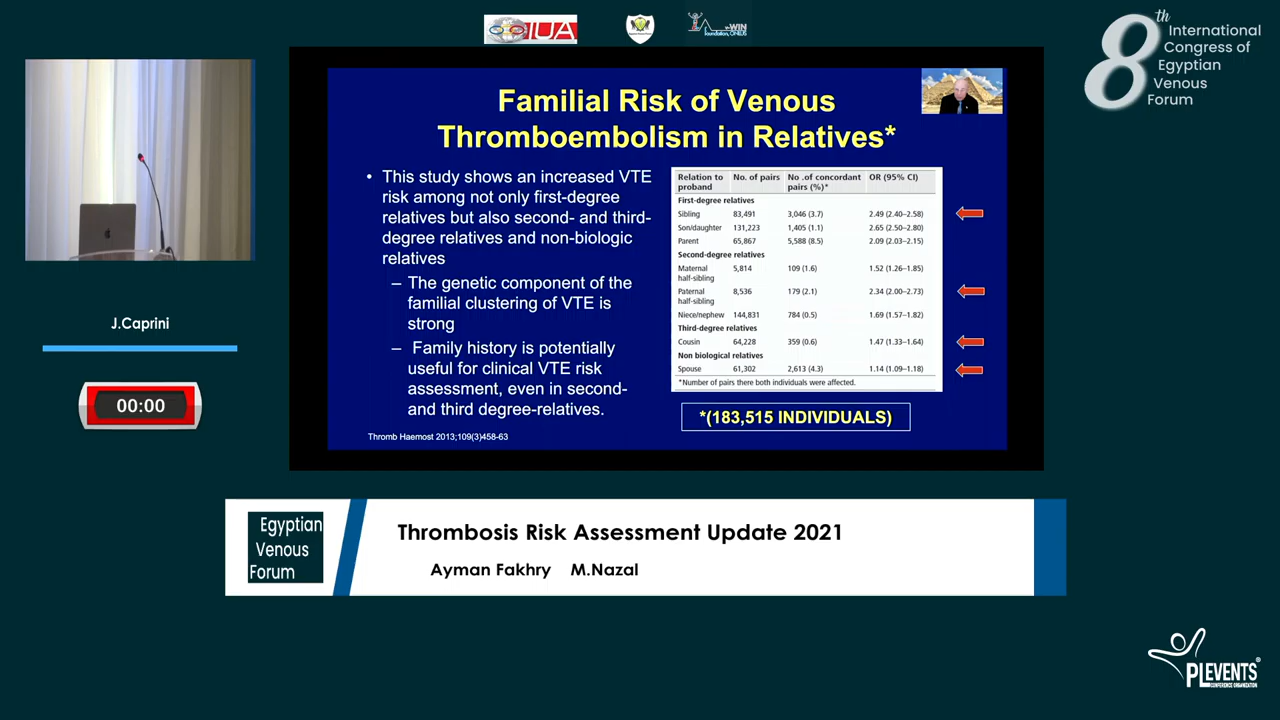 IUA
WIN
foundation, ONLUS
8th International
Congress of
Egyptian
Venous
Forum
J.Caprini
00:00
Familial Risk of Venous
Thromboembolism in Relatives*
• This study shows an increased VTE
risk among not only first-degree
relatives but also second- and third-
degree relatives and non-biologic
relatives
– The genetic component of the
familial clustering of VTE is
strong
– Family history is potentially
useful for clinical VTE risk
assessment, even in second-
and third degree-relatives.
Thromb Haemost 2013;109(3)458-63
Relation to proband No. of pairs No .of concordant pairs (%)* OR (95% CI)
First-degree relatives
Sibling 83,491 3,046 (3.7) 2.49 (2.40–2.58)
Son/daughter 131,223 1,405 (1.1) 2.65 (2.50–2.80)
Parent 65,867 5,588 (8.5) 2.09 (2.03–2.15)
Second-degree relatives
Maternal half-sibling 5,814 109 (1.6) 1.52 (1.26–1.85)
Paternal half-sibling 8,536 179 (2.1) 2.34 (2.00–2.73)
Niece/nephew 144,831 784 (0.5) 1.69 (1.57–1.82)
Third-degree relatives
Cousin 64,228 359 (0.6) 1.47 (1.33–1.64)
Non biological relatives
Spouse 61,302 2,613 (4.3) 1.14 (1.09–1.18)
*Number of pairs there both individuals were affected.
*(183,515 INDIVIDUALS)
Egyptian
Venous
Forum
Thrombosis Risk Assessment Update 2021
Ayman Fakhry M.Nazal
PLEVENTS®
CONFERENCE ORGANIZATION